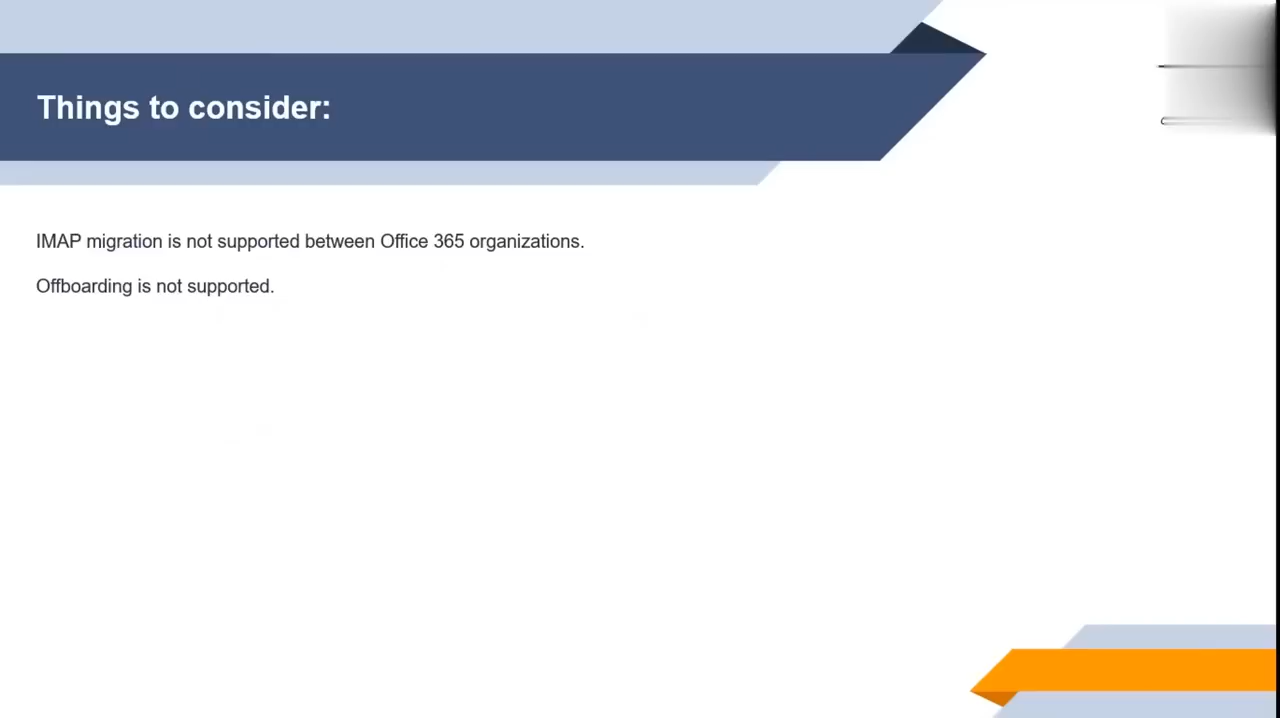 Things to consider:
IMAP migration is not supported between Office 365 organizations.
Offboarding is not supported.